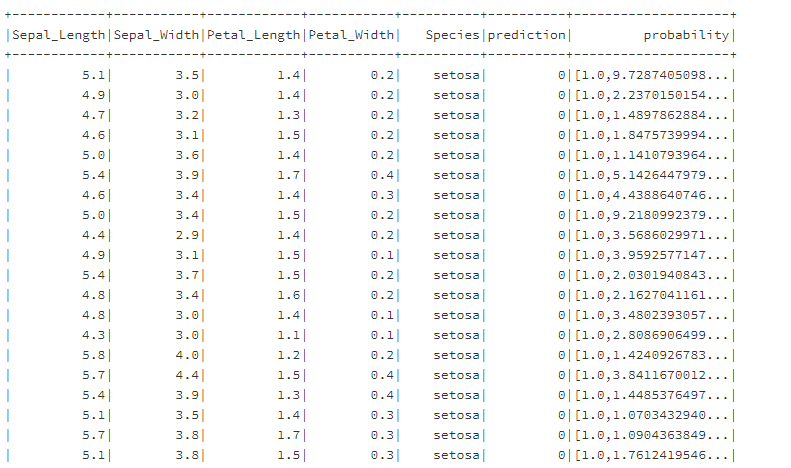 +------------+-----------+------------+-----------+----------+----------+--------------------+
|Sepal_Length|Sepal_Width|Petal_Length|Petal_Width|   Species|prediction|         probability|
+------------+-----------+------------+-----------+----------+----------+--------------------+
|         5.1|        3.5|         1.4|        0.2|    setosa|         0|[1.0,9.7287405098...|
|         4.9|        3.0|         1.4|        0.2|    setosa|         0|[1.0,2.2370150154...|
|         4.7|        3.2|         1.3|        0.2|    setosa|         0|[1.0,1.4897862884...|
|         4.6|        3.1|         1.5|        0.2|    setosa|         0|[1.0,1.8475739994...|
|         5.0|        3.6|         1.4|        0.2|    setosa|         0|[1.0,1.1410793964...|
|         5.4|        3.9|         1.7|        0.4|    setosa|         0|[1.0,5.1426447979...|
|         4.6|        3.4|         1.4|        0.3|    setosa|         0|[1.0,4.4388640746...|
|         5.0|        3.4|         1.5|        0.2|    setosa|         0|[1.0,9.2180992379...|
|         4.4|        2.9|         1.4|        0.2|    setosa|         0|[1.0,3.5686029971...|
|         4.9|        3.1|         1.5|        0.1|    setosa|         0|[1.0,3.9592577147...|
|         5.4|        3.7|         1.5|        0.2|    setosa|         0|[1.0,2.0301940843...|
|         4.8|        3.4|         1.6|        0.2|    setosa|         0|[1.0,2.1627041161...|
|         4.8|        3.0|         1.4|        0.1|    setosa|         0|[1.0,3.4802393057...|
|         4.3|        3.0|         1.1|        0.1|    setosa|         0|[1.0,2.8086906499...|
|         5.8|        4.0|         1.2|        0.2|    setosa|         0|[1.0,1.4240926783...|
|         5.7|        4.4|         1.5|        0.4|    setosa|         0|[1.0,3.8411670012...|
|         5.4|        3.9|         1.3|        0.4|    setosa|         0|[1.0,1.4485376497...|
|         5.1|        3.5|         1.4|        0.3|    setosa|         0|[1.0,1.0703432940...|
|         5.7|        3.8|         1.7|        0.3|    setosa|         0|[1.0,1.0904363849...|
|         5.1|        3.8|         1.5|        0.3|    setosa|         0|[1.0,1.7612419546...|